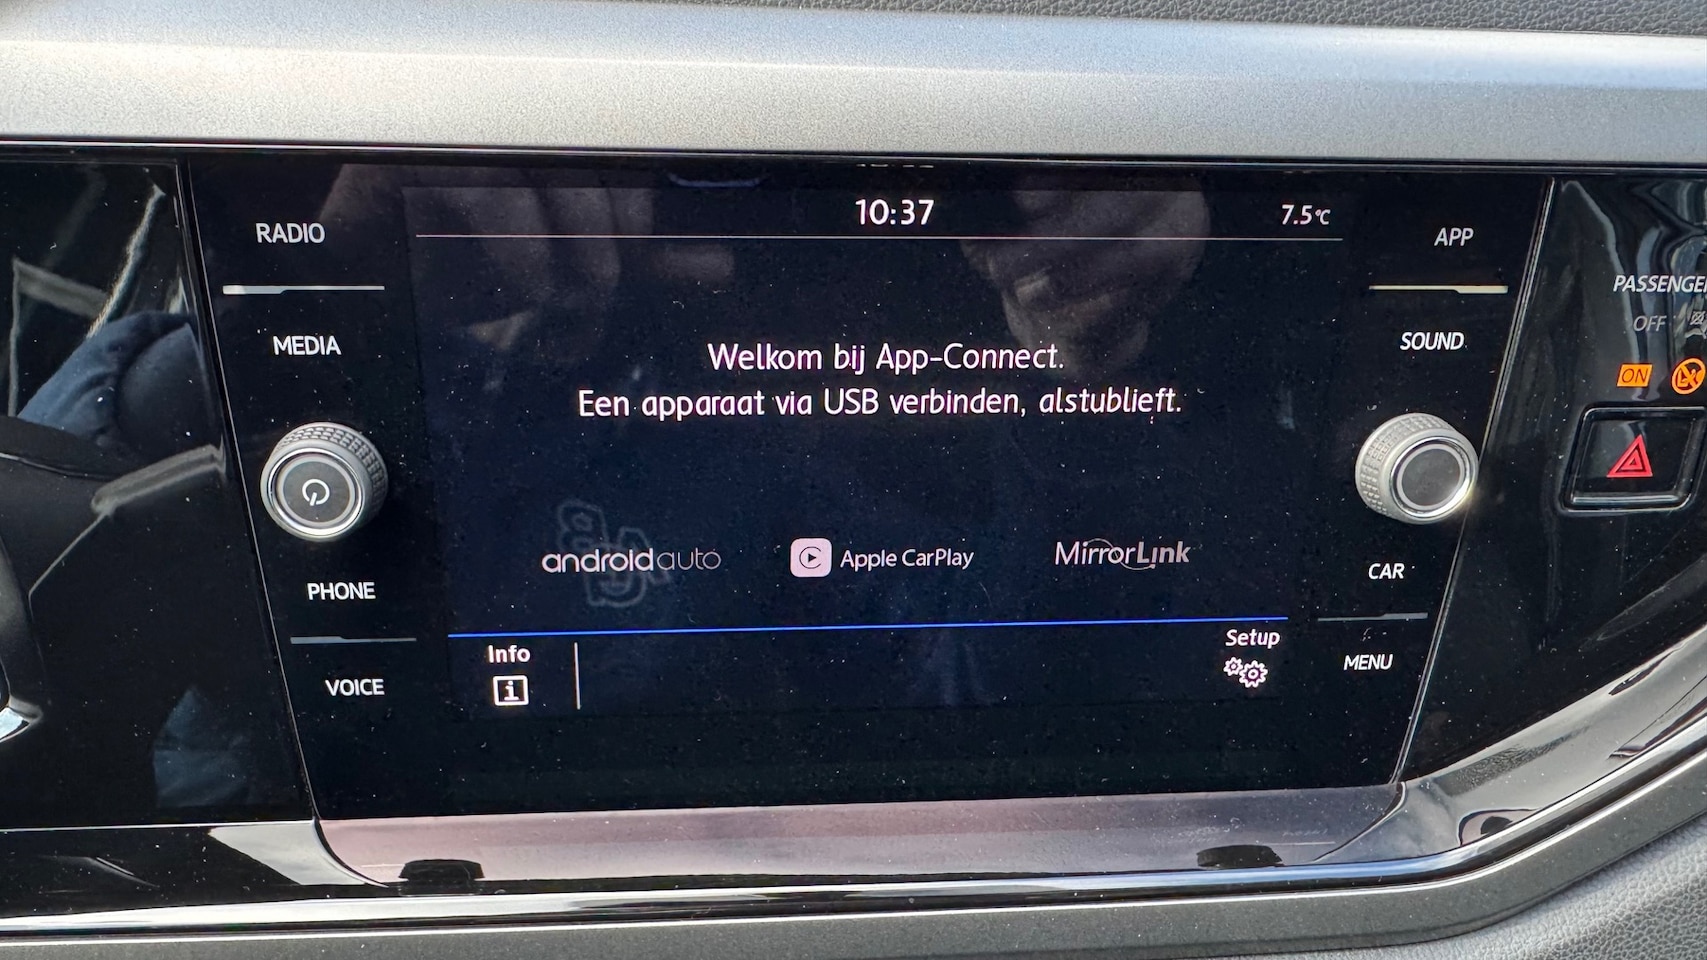 10:37
7.5°C
RADIO
MEDIA
PHONE
VOICE
Welkom bij App-Connect.
Een apparaat via USB verbinden, alstublieft.
androidauto
Apple CarPlay
MirrorLink
Info
Setup
APP
SOUND
CAR
MENU
OFF
ON